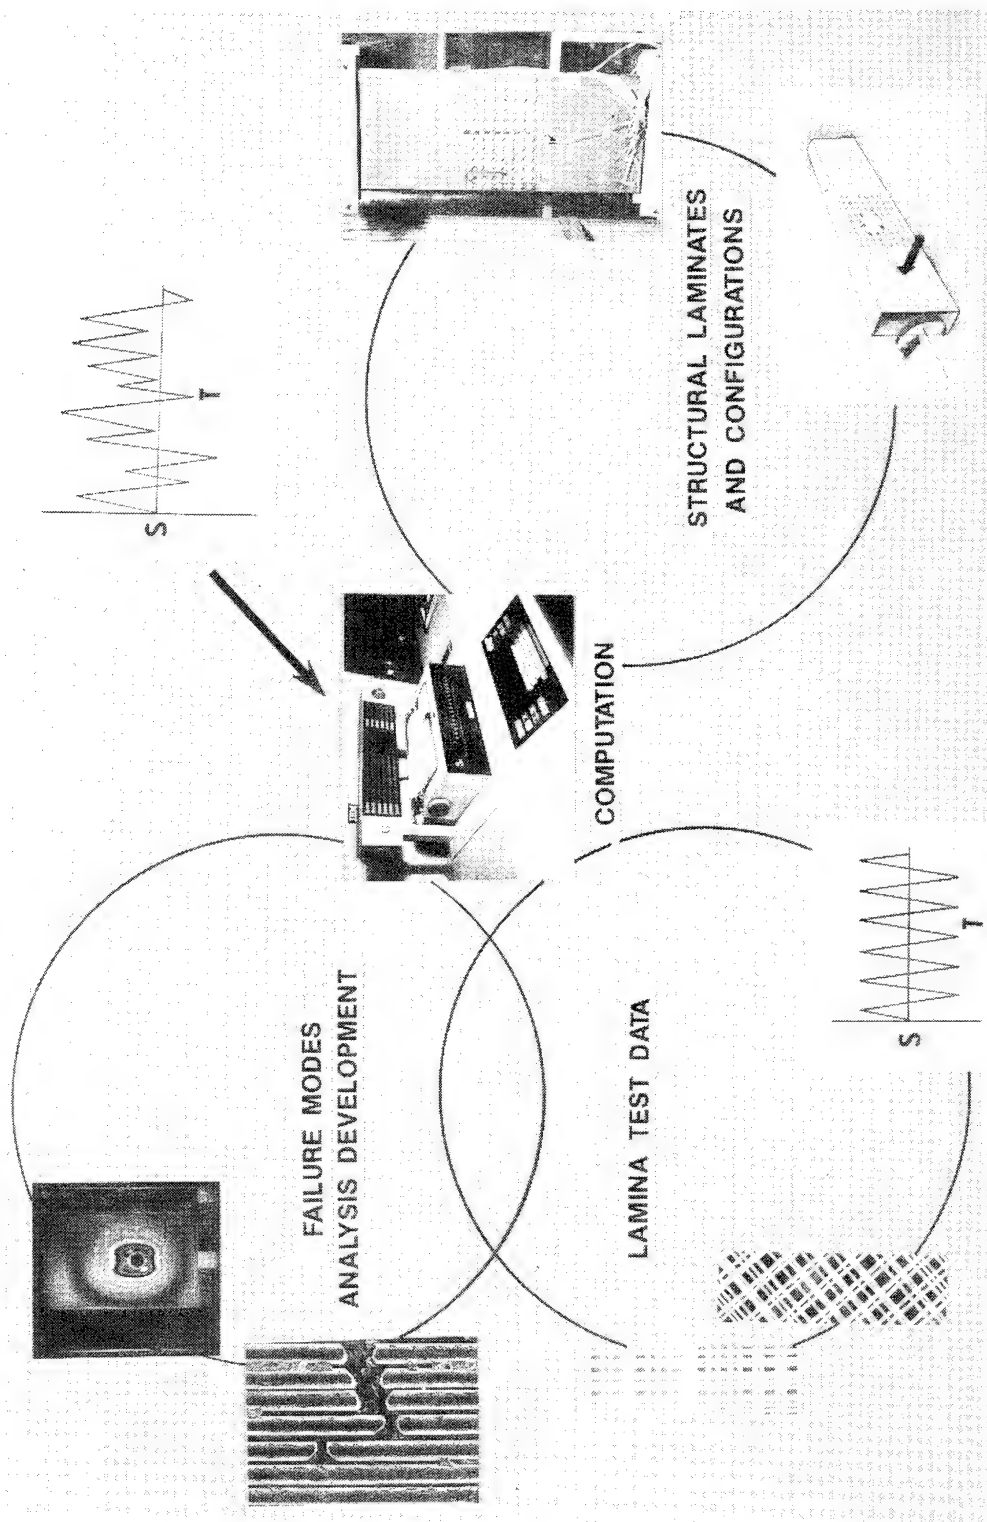 S
T
FAILURE MODES
ANALYSIS DEVELOPMENT
COMPUTATION
STRUCTURAL LAMINATES
AND CONFIGURATIONS
LAMINA TEST DATA
S
T